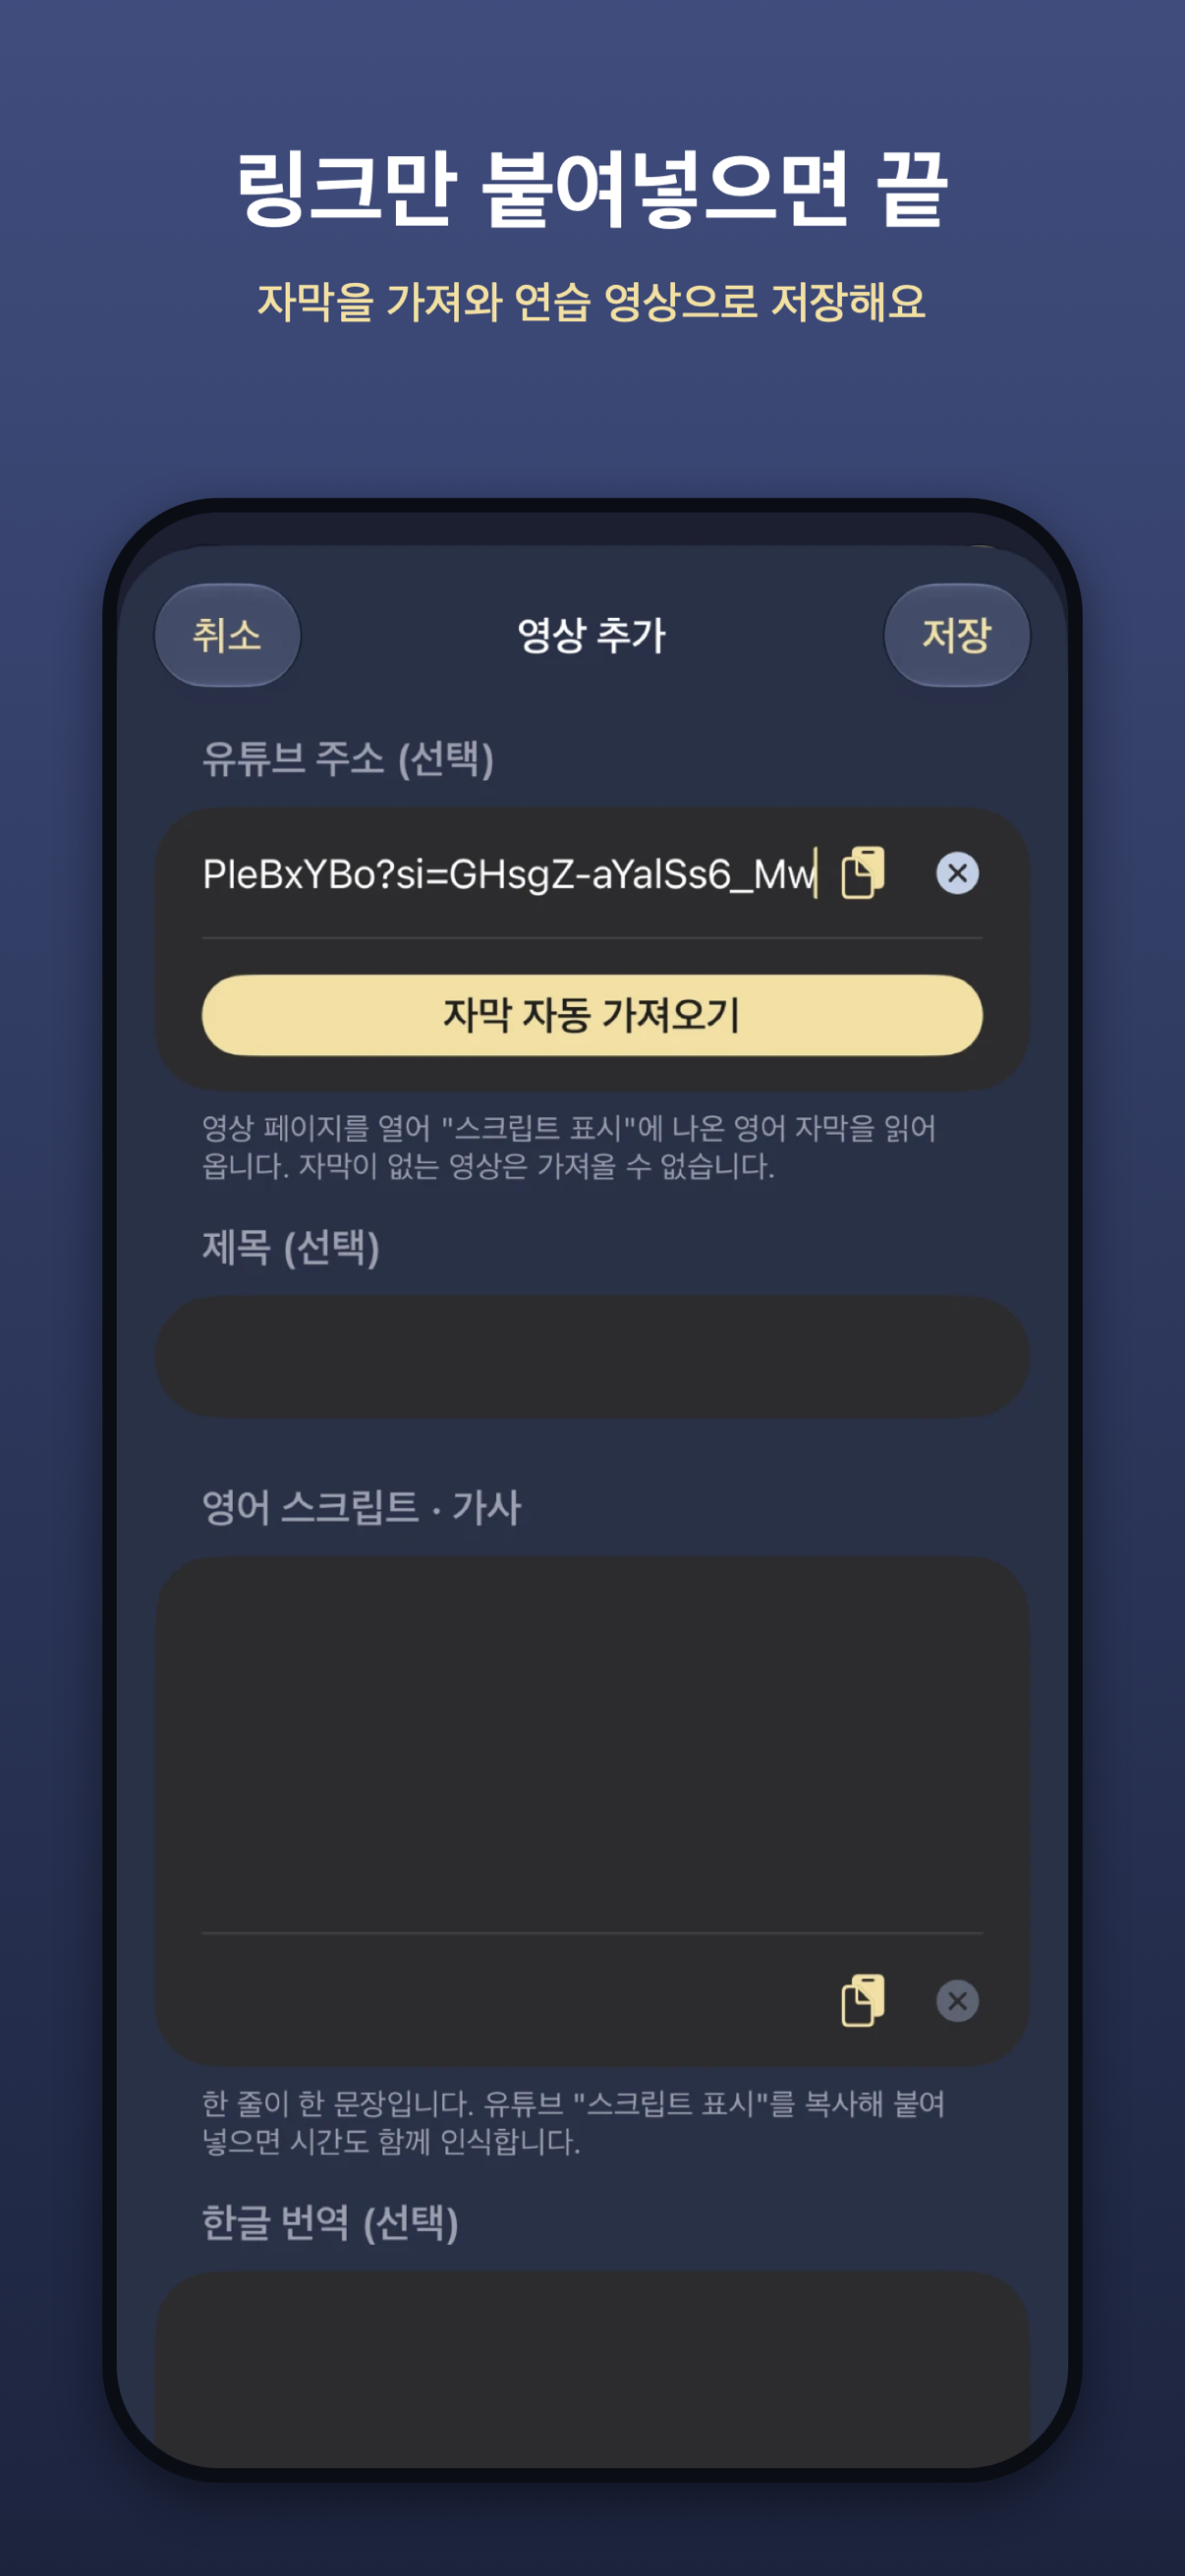 링크만 붙여넣으면 끝
자막을 가져와 연습 영상으로 저장해요
취소
영상 추가
저장
유튜브 주소 (선택)
PleBxYBo?si=GHsgZ-aYalSs6_Mw
자막 자동 가져오기
영상 페이지를 열어 "스크립트 표시"에 나온 영어 자막을 읽어
옵니다. 자막이 없는 영상은 가져올 수 없습니다.
제목 (선택)
영어 스크립트 · 가사
한 줄이 한 문장입니다. 유튜브 "스크립트 표시"를 복사해 붙여
넣으면 시간도 함께 인식합니다.
한글 번역 (선택)